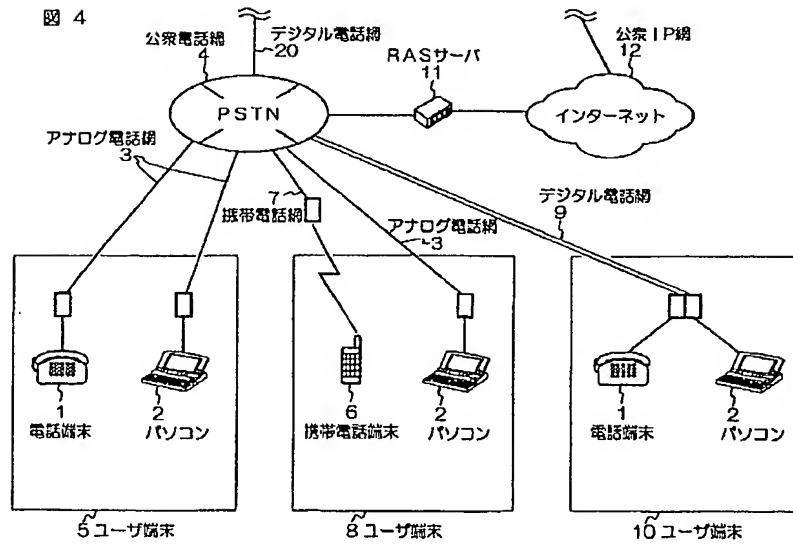 図 4
デジタル電話網
20
公衆電話網
4
RASサーバ
11
公衆IP網
12
PSTN
インターネット
アナログ電話網
3
7
携帯電話網
デジタル電話網
9
アナログ電話網
3
1
電話端末
2
パソコン
6
携帯電話端末
2
パソコン
1
電話端末
2
パソコン
5ユーザ端末
8ユーザ端末
10ユーザ端末